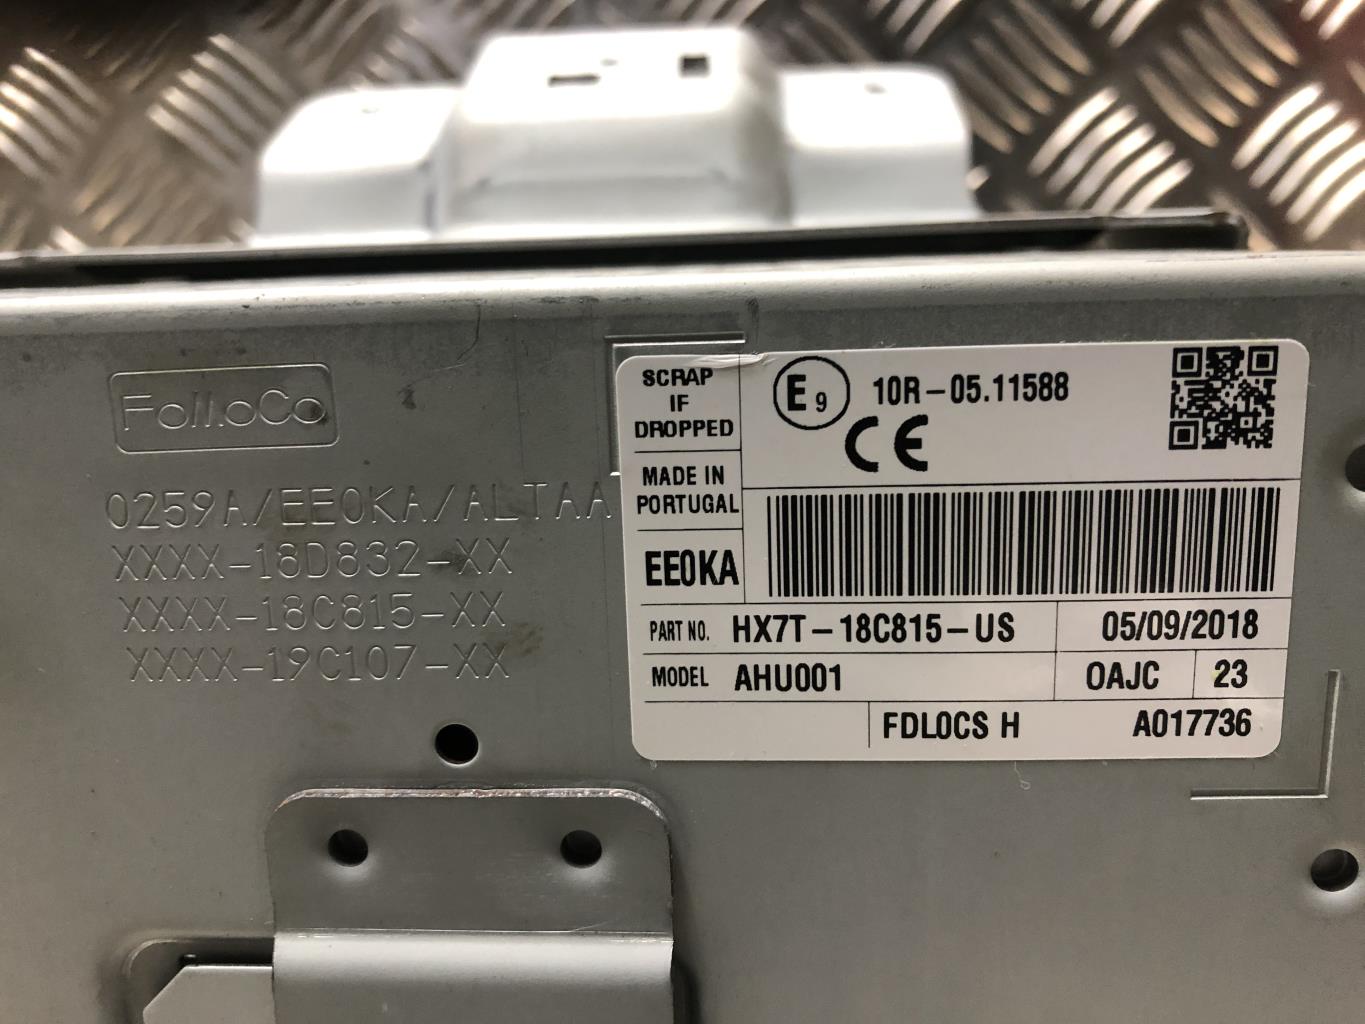 FoMoCo
0259A/EE0KA/ALTAA
XXXX-18D832-XX
XXXX-18C815-XX
XXXX-19C107-XX
SCRAP
IF
DROPPED
E9 10R-05.11588
CE
MADE IN
PORTUGAL
EE0KA
PART NO. HX7T-18C815-US 05/09/2018
MODEL AHU001 OAJC 23
FDLOCS H A017736